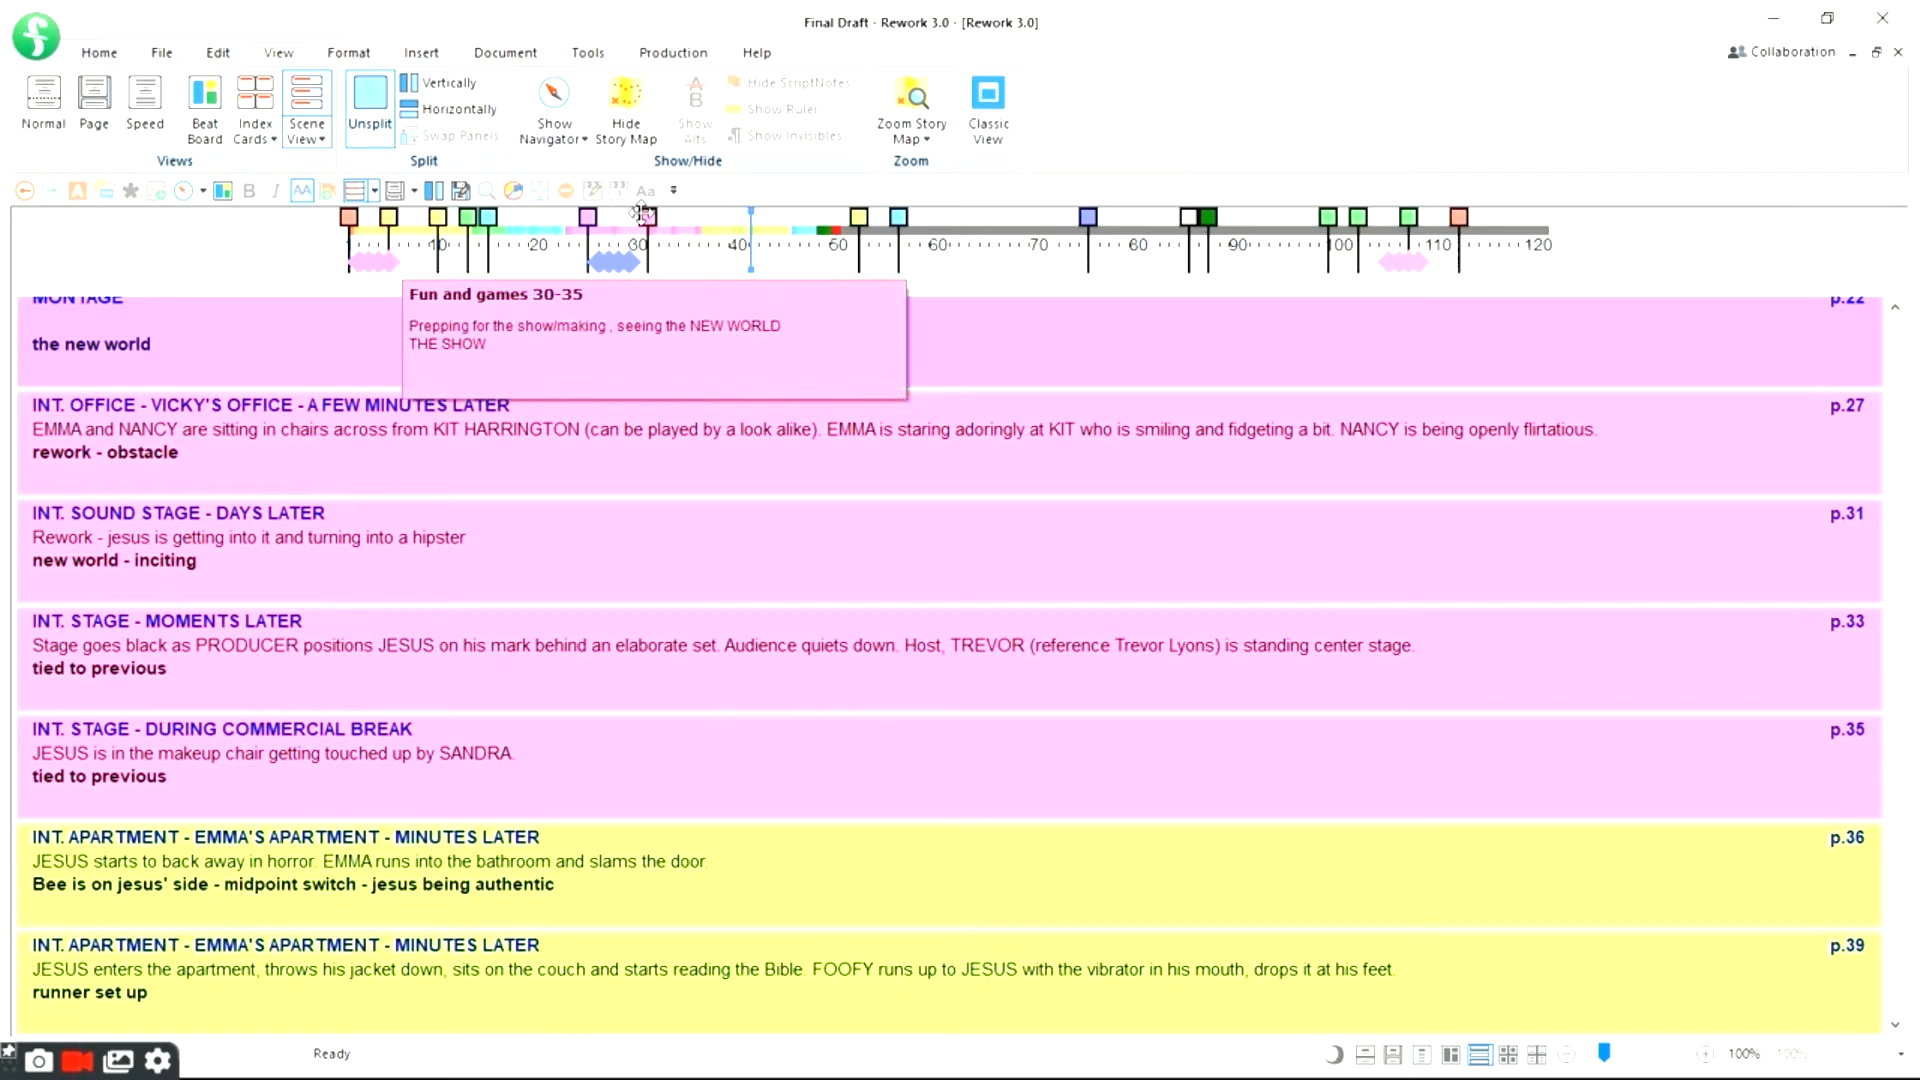 Final Draft - Rework 3.0 - [Rework 3.0]
Home File Edit View Format Insert Document Tools Production Help
Collaboration
Normal Page Speed Beat Board Index Cards Scene View
Unsplit Vertically
Horizontally
Swap Panels
Show Navigator Hide Story Map Show Alts
Hide ScriptNotes
Show Ruler
Show Invisibles
Zoom Story Map Classic View
Views Split Show/Hide Zoom
B I AA Aa
1 10 20 30 40 50 60 70 80 90 100 110 120
Fun and games 30-35
Prepping for the show/making , seeing the NEW WORLD
THE SHOW
MONTAGE p.22
the new world
INT. OFFICE - VICKY'S OFFICE - A FEW MINUTES LATER p.27
EMMA and NANCY are sitting in chairs across from KIT HARRINGTON (can be played by a look alike). EMMA is staring adoringly at KIT who is smiling and fidgeting a bit. NANCY is being openly flirtatious.
rework - obstacle
INT. SOUND STAGE - DAYS LATER p.31
Rework - jesus is getting into it and turning into a hipster
new world - inciting
INT. STAGE - MOMENTS LATER p.33
Stage goes black as PRODUCER positions JESUS on his mark behind an elaborate set. Audience quiets down. Host, TREVOR (reference Trevor Lyons) is standing center stage.
tied to previous
INT. STAGE - DURING COMMERCIAL BREAK p.35
JESUS is in the makeup chair getting touched up by SANDRA.
tied to previous
INT. APARTMENT - EMMA'S APARTMENT - MINUTES LATER p.36
JESUS starts to back away in horror. EMMA runs into the bathroom and slams the door.
Bee is on jesus' side - midpoint switch - jesus being authentic
INT. APARTMENT - EMMA'S APARTMENT - MINUTES LATER p.39
JESUS enters the apartment, throws his jacket down, sits on the couch and starts reading the Bible. FOOFY runs up to JESUS with the vibrator in his mouth, drops it at his feet.
runner set up
Ready
100% 100%